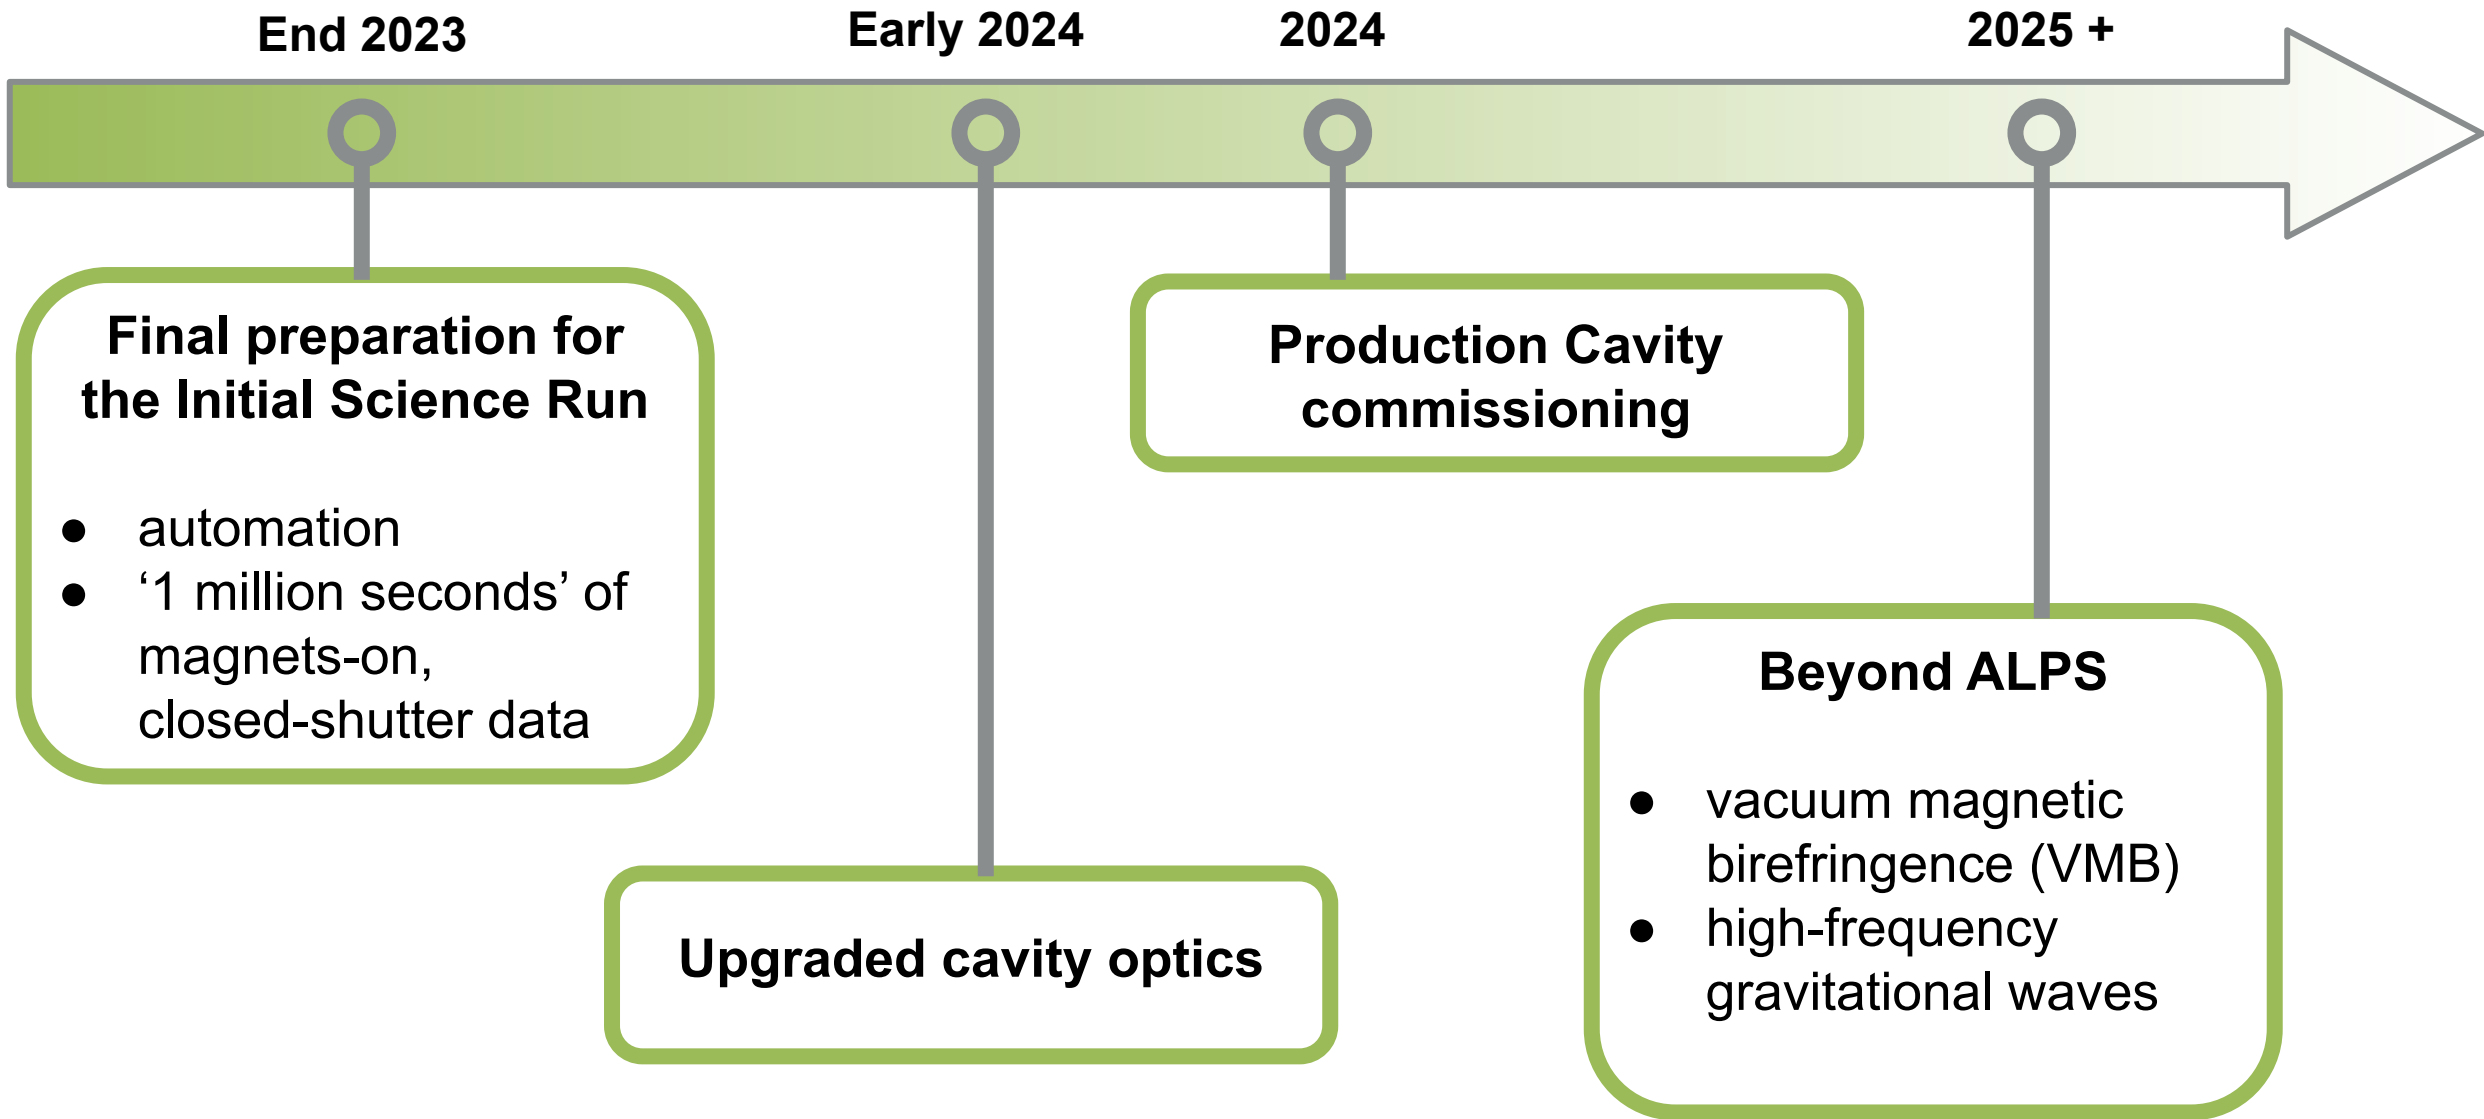 End 2023
Early 2024
2024
2025 +
Final preparation for
the Initial Science Run
● automation
● ‘1 million seconds’ of
magnets-on,
closed-shutter data
Upgraded cavity optics
Production Cavity
commissioning
Beyond ALPS
● vacuum magnetic
birefringence (VMB)
● high-frequency
gravitational waves